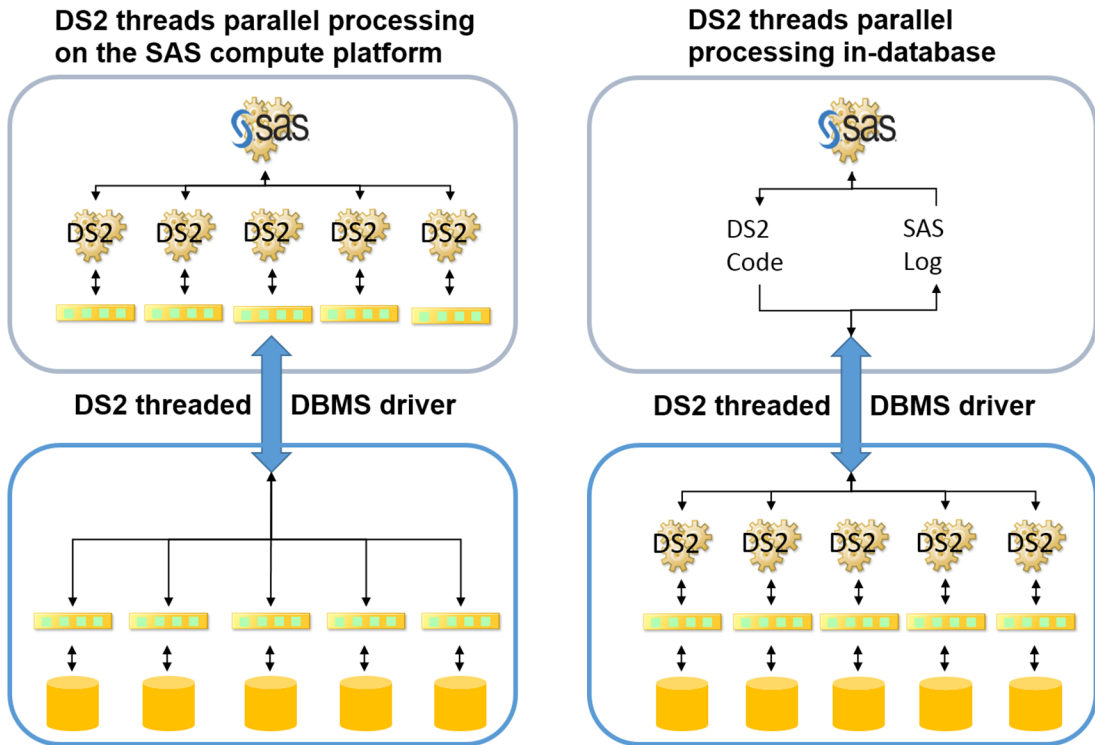 DS2 threads parallel processing
on the SAS compute platform
sas
DS2
DS2
DS2
DS2
DS2
DS2 threaded
DBMS driver
DS2 threads parallel
processing in-database
sas
DS2
Code
SAS
Log
DS2 threaded
DBMS driver
DS2
DS2
DS2
DS2
DS2